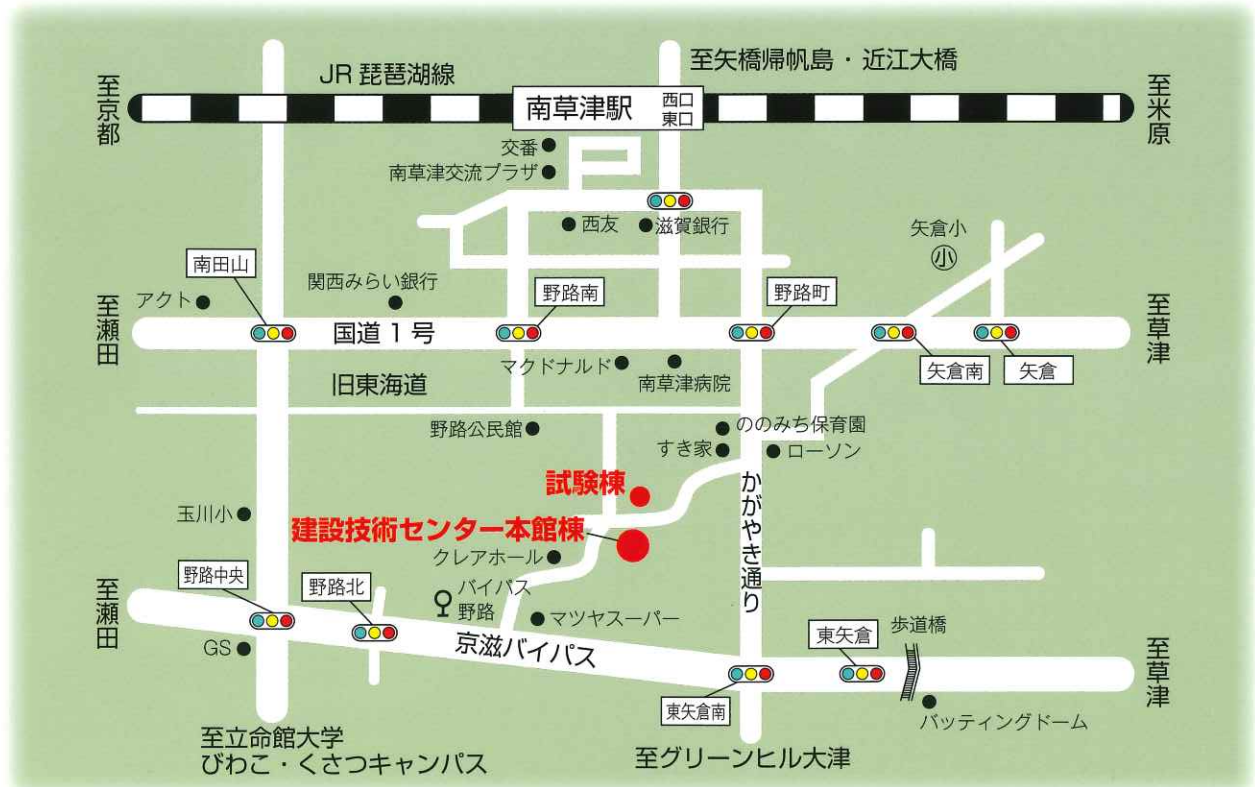 JR 琵琶湖線
至矢橋帰帆島・近江大橋
至京都
南草津駅
西口
東口
至米原
交番
南草津交流プラザ
西友
滋賀銀行
矢倉小
小
南田山
関西みらい銀行
野路南
野路町
アクト
至瀬田
国道 1 号
至草津
マクドナルド
南草津病院
矢倉南
矢倉
旧東海道
野路公民館
ののみち保育園
すき家
ローソン
試験棟
かがやき通り
玉川小
建設技術センター本館棟
クレアホール
野路中央
野路北
バイパス
野路
至瀬田
マツヤスーパー
京滋バイパス
東矢倉
歩道橋
至草津
GS
東矢倉南
バッティングドーム
至立命館大学
びわこ・くさつキャンパス
至グリーンヒル大津